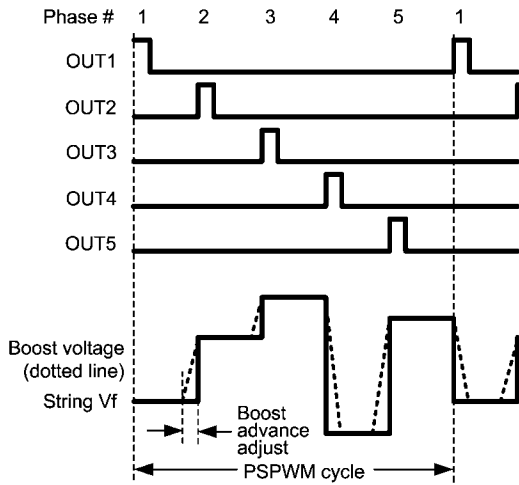 Phase # 1 2 3 4 5 1
OUT1
OUT2
OUT3
OUT4
OUT5
Boost voltage
(dotted line)
String Vf
Boost
advance
adjust
PSPWM cycle